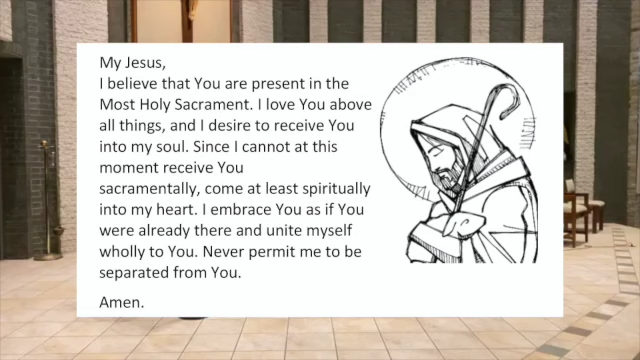 My Jesus,
I believe that You are present in the
Most Holy Sacrament. I love You above
all things, and I desire to receive You
into my soul. Since I cannot at this
moment receive You
sacramentally, come at least spiritually
into my heart. I embrace You as if You
were already there and unite myself
wholly to You. Never permit me to be
separated from You.
Amen.